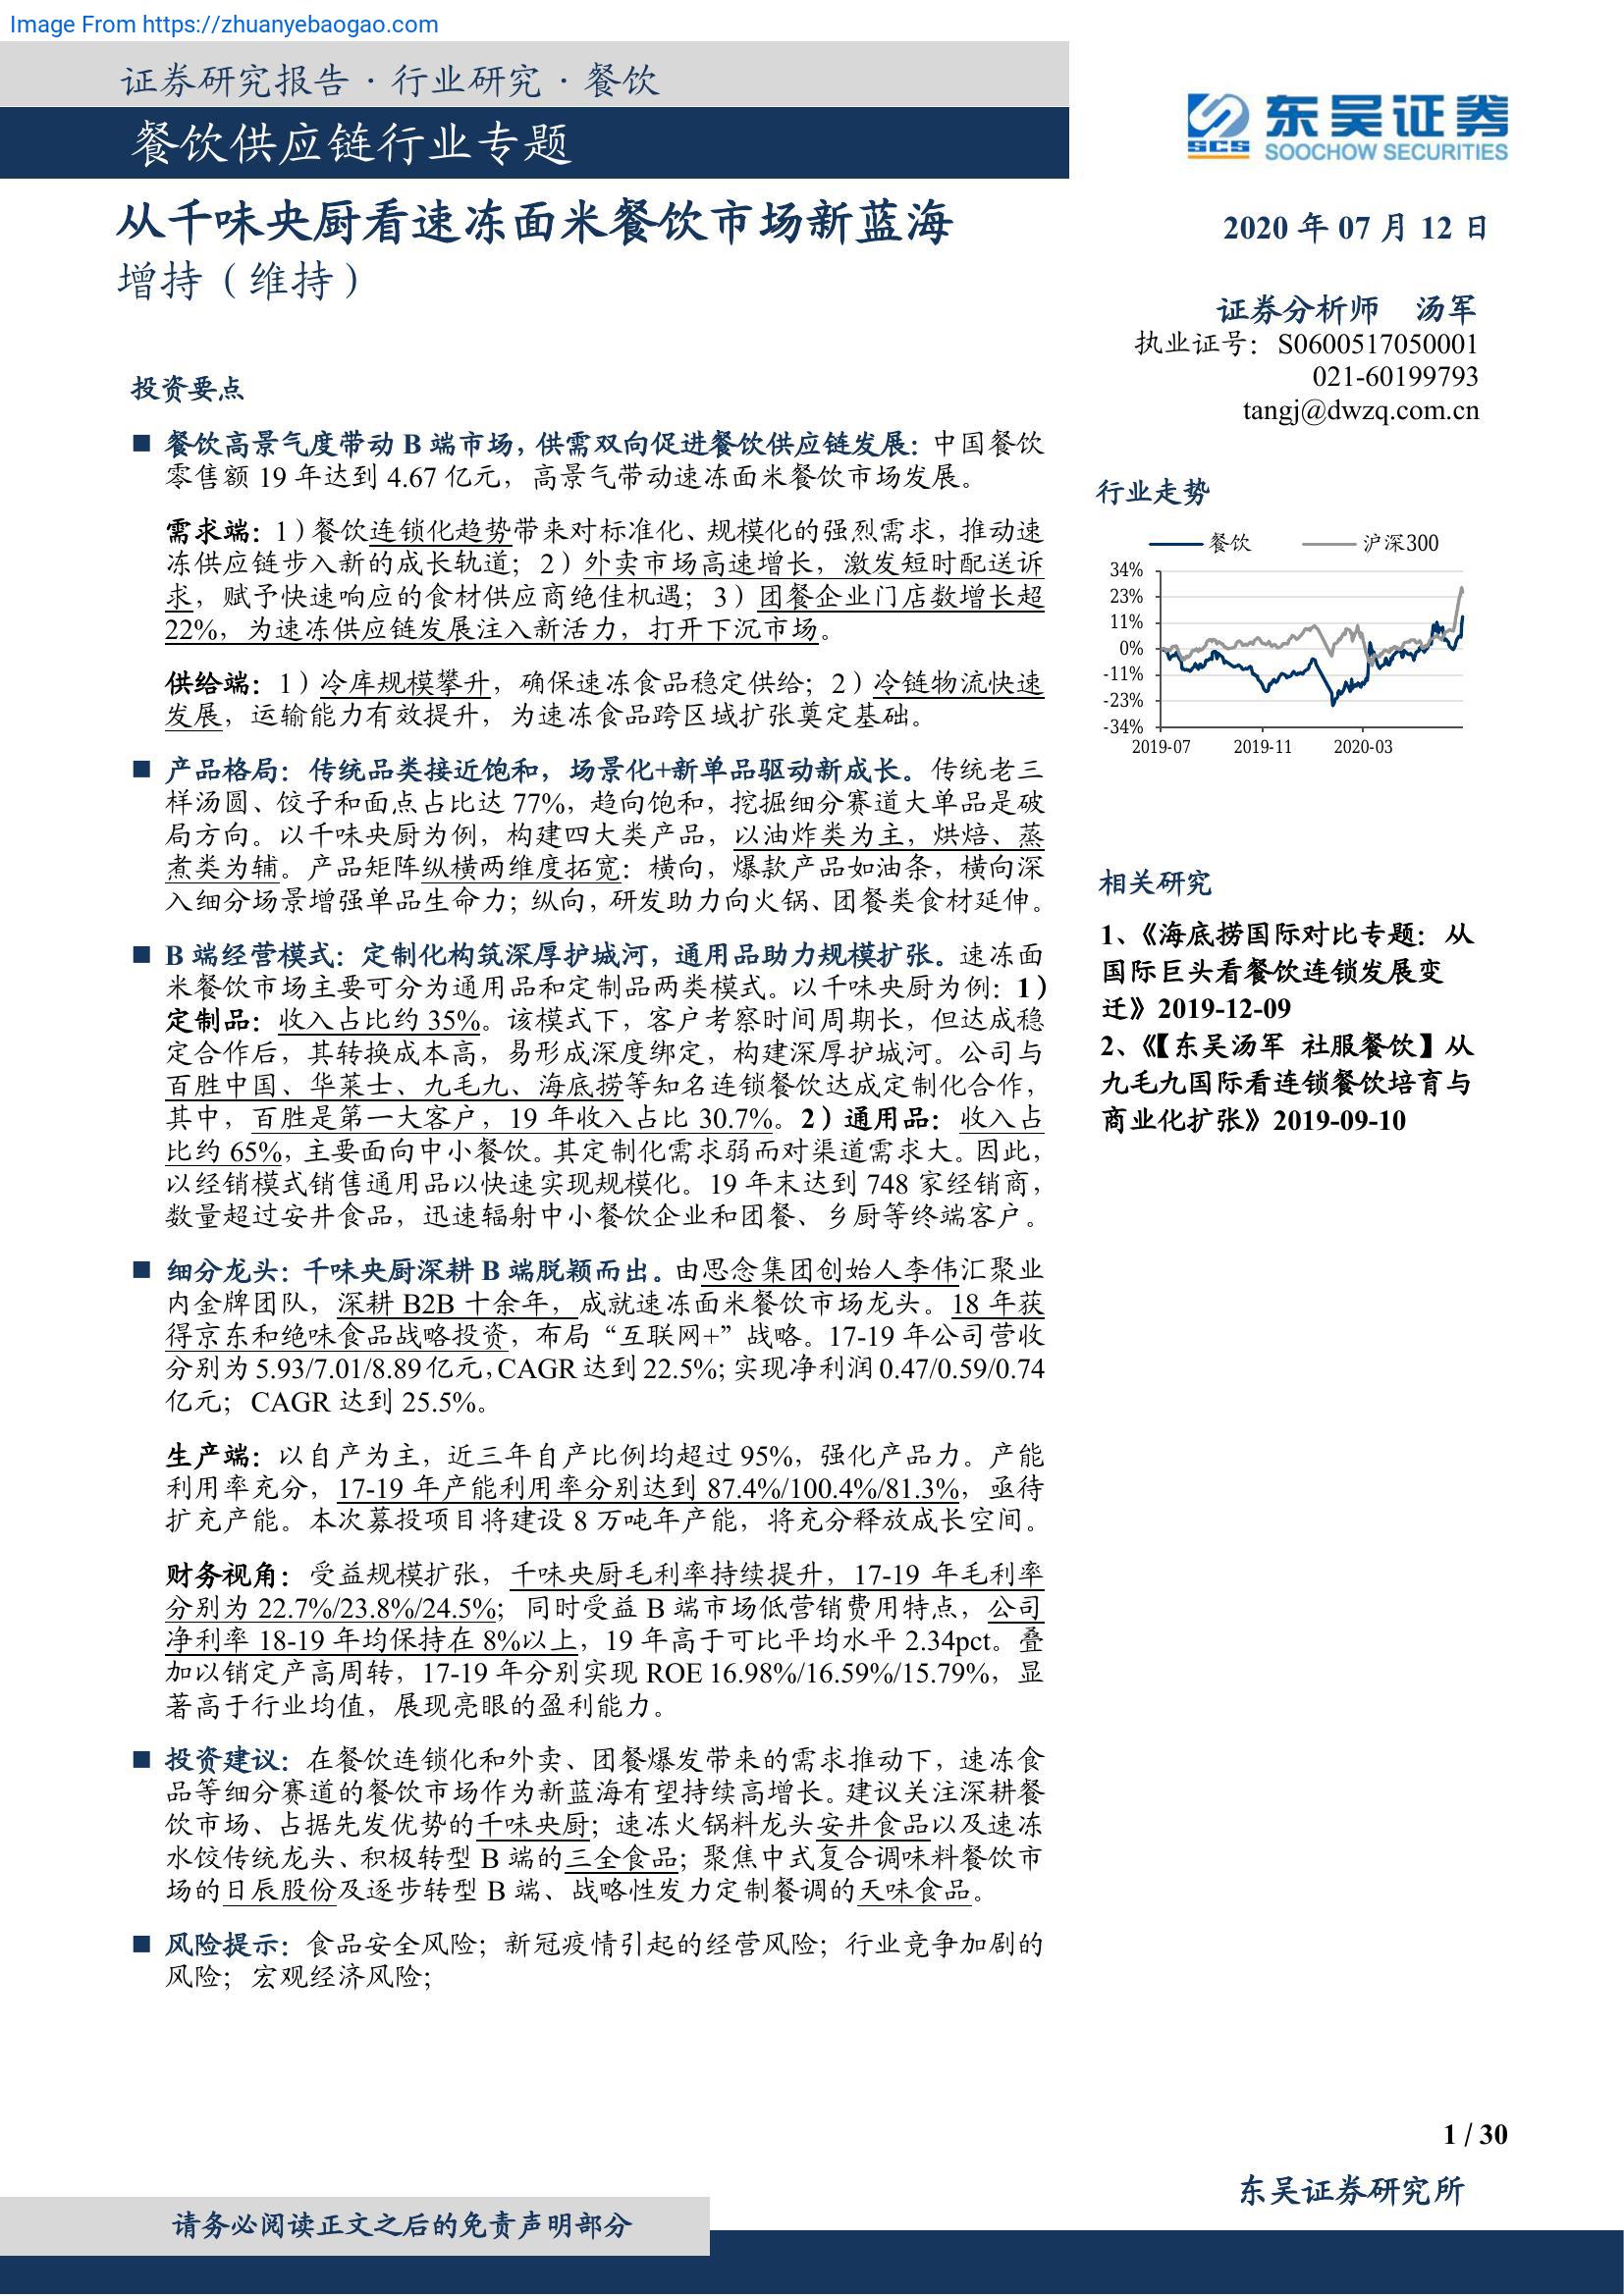 Image From https://zhuanyebaogao.com
证券研究报告·行业研究·餐饮
餐饮供应链行业专题
东吴证券
SCS
SOOCHOW SECURITIES
从千味央厨看速冻面米餐饮市场新蓝海
增持（维持）
2020 年 07 月 12 日
证券分析师 汤军
执业证号：S0600517050001
021-60199793
tangj@dwzq.com.cn
投资要点
■ 餐饮高景气度带动 B 端市场，供需双向促进餐饮供应链发展：中国餐饮
零售额 19 年达到 4.67 亿元，高景气带动速冻面米餐饮市场发展。
需求端：1）餐饮连锁化趋势带来对标准化、规模化的强烈需求，推动速
冻供应链步入新的成长轨道；2）外卖市场高速增长，激发短时配送诉
求，赋予快速响应的食材供应商绝佳机遇；3）团餐企业门店数增长超
22%，为速冻供应链发展注入新活力，打开下沉市场。
供给端：1）冷库规模攀升，确保速冻食品稳定供给；2）冷链物流快速
发展，运输能力有效提升，为速冻食品跨区域扩张奠定基础。
■ 产品格局：传统品类接近饱和，场景化+新单品驱动新成长。传统老三
样汤圆、饺子和面点占比达 77%，趋向饱和，挖掘细分赛道大单品是破
局方向。以千味央厨为例，构建四大类产品，以油炸类为主，烘焙、蒸
煮类为辅。产品矩阵纵横两维度拓宽：横向，爆款产品如油条，横向深
入细分场景增强单品生命力；纵向，研发助力向火锅、团餐类食材延伸。
■ B 端经营模式：定制化构筑深厚护城河，通用品助力规模扩张。速冻面
米餐饮市场主要可分为通用品和定制品两类模式。以千味央厨为例：1）
定制品：收入占比约 35%。该模式下，客户考察时间周期长，但达成稳
定合作后，其转换成本高，易形成深度绑定，构建深厚护城河。公司与
百胜中国、华莱士、九毛九、海底捞等知名连锁餐饮达成定制化合作，
其中，百胜是第一大客户，19 年收入占比 30.7%。2）通用品：收入占
比约 65%，主要面向中小餐饮。其定制化需求弱而对渠道需求大。因此，
以经销模式销售通用品以快速实现规模化。19 年末达到 748 家经销商，
数量超过安井食品，迅速辐射中小餐饮企业和团餐、乡厨等终端客户。
■ 细分龙头：千味央厨深耕 B 端脱颖而出。由思念集团创始人李伟汇聚业
内金牌团队，深耕 B2B 十余年，成就速冻面米餐饮市场龙头。18 年获
得京东和绝味食品战略投资，布局“互联网+”战略。17-19 年公司营收
分别为 5.93/7.01/8.89 亿元，CAGR 达到 22.5%；实现净利润 0.47/0.59/0.74
亿元；CAGR 达到 25.5%。
生产端：以自产为主，近三年自产比例均超过 95%，强化产品力。产能
利用率充分，17-19 年产能利用率分别达到 87.4%/100.4%/81.3%，亟待
扩充产能。本次募投项目将建设 8 万吨年产能，将充分释放成长空间。
财务视角：受益规模扩张，千味央厨毛利率持续提升，17-19 年毛利率
分别为 22.7%/23.8%/24.5%；同时受益 B 端市场低营销费用特点，公司
净利率 18-19 年均保持在 8%以上，19 年高于可比平均水平 2.34pct。叠
加以销定产高周转，17-19 年分别实现 ROE 16.98%/16.59%/15.79%，显
著高于行业均值，展现亮眼的盈利能力。
■ 投资建议：在餐饮连锁化和外卖、团餐爆发带来的需求推动下，速冻食
品等细分赛道的餐饮市场作为新蓝海有望持续高增长。建议关注深耕餐
饮市场、占据先发优势的千味央厨；速冻火锅料龙头安井食品以及速冻
水饺传统龙头、积极转型 B 端的三全食品；聚焦中式复合调味料餐饮市
场的日辰股份及逐步转型 B 端、战略性发力定制餐调的天味食品。
■ 风险提示：食品安全风险；新冠疫情引起的经营风险；行业竞争加剧的
风险；宏观经济风险；
行业走势
餐饮 沪深300
34%
23%
11%
0%
-11%
-23%
-34%
2019-07 2019-11 2020-03
相关研究
1、《海底捞国际对比专题：从
国际巨头看餐饮连锁发展变
迁》2019-12-09
2、《【东吴汤军 社服餐饮】从
九毛九国际看连锁餐饮培育与
商业化扩张》2019-09-10
1 / 30
东吴证券研究所
请务必阅读正文之后的免责声明部分